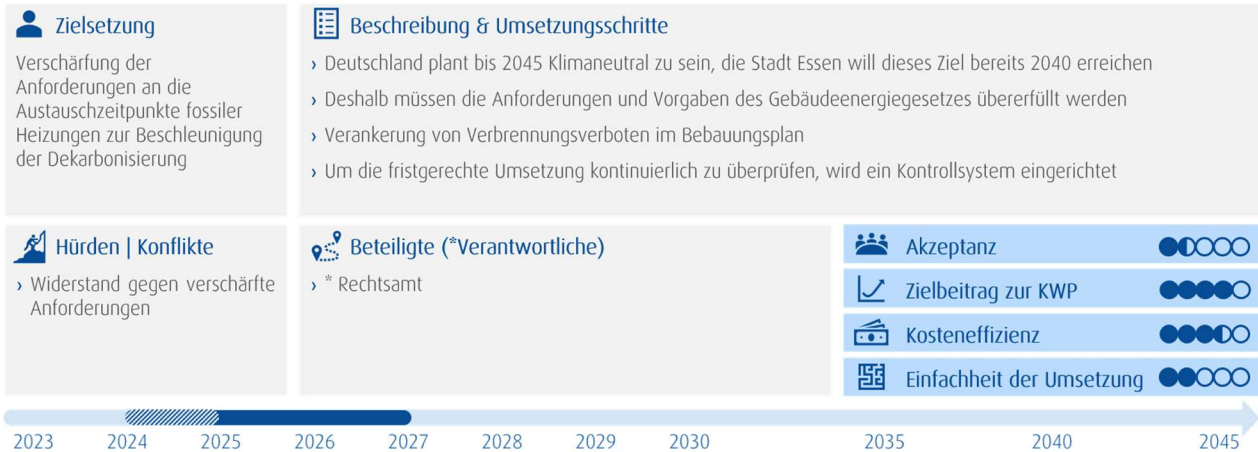 Zielsetzung
Verschärfung der
Anforderungen an die
Austauschzeitpunkte fossiler
Heizungen zur Beschleunigung
der Dekarbonisierung
Beschreibung & Umsetzungsschritte
› Deutschland plant bis 2045 Klimaneutral zu sein, die Stadt Essen will dieses Ziel bereits 2040 erreichen
› Deshalb müssen die Anforderungen und Vorgaben des Gebäudeenergiegesetzes übererfüllt werden
› Verankerung von Verbrennungsverboten im Bebauungsplan
› Um die fristgerechte Umsetzung kontinuierlich zu überprüfen, wird ein Kontrollsystem eingerichtet
Hürden | Konflikte
› Widerstand gegen verschärfte
Anforderungen
Beteiligte (*Verantwortliche)
› * Rechtsamt
Akzeptanz
Zielbeitrag zur KWP
Kosteneffizienz
Einfachheit der Umsetzung
2023 2024 2025 2026 2027 2028 2029 2030 2035 2040 2045